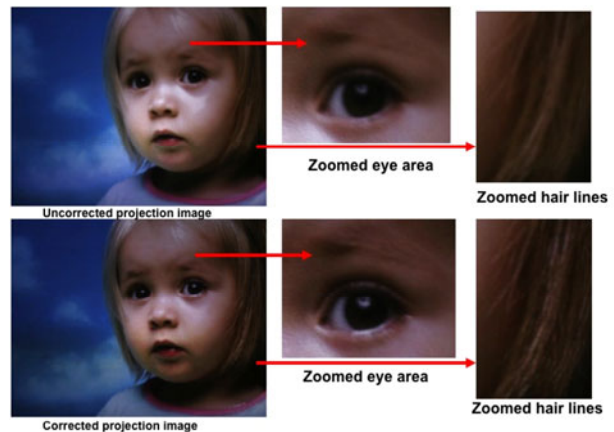 Zoomed eye area
Zoomed hair lines
Uncorrected projection image
Zoomed eye area
Zoomed hair lines
Corrected projection image